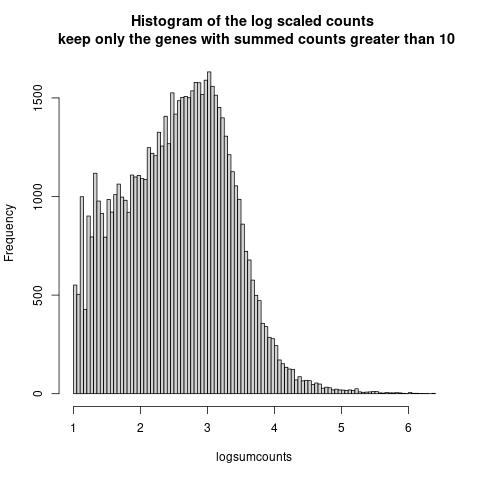 Histogram of the log scaled counts
keep only the genes with summed counts greater than 10
Frequency
1500
1000
500
0
1 2 3 4 5 6
logsumcounts